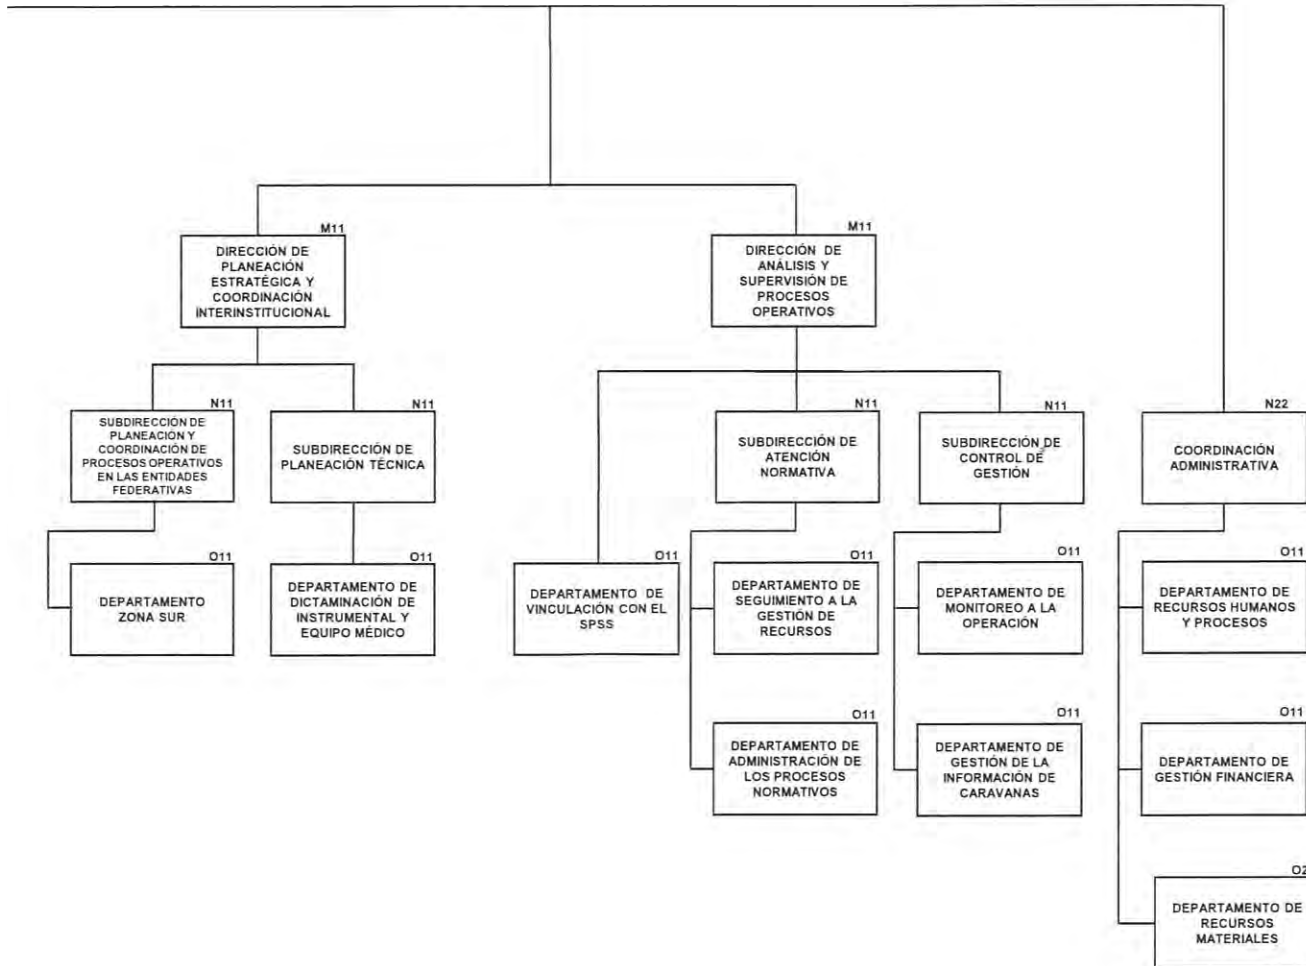 M11
DIRECCIÓN DE
PLANEACIÓN
ESTRATÉGICA Y
COORDINACIÓN
INTERINSTITUCIONAL
M11
DIRECCIÓN DE
ANÁLISIS Y
SUPERVISIÓN DE
PROCESOS
OPERATIVOS
N11
SUBDIRECCIÓN DE
PLANEACIÓN Y
COORDINACIÓN DE
PROCESOS OPERATIVOS
EN LAS ENTIDADES
FEDERATIVAS
N11
SUBDIRECCIÓN DE
PLANEACIÓN TÉCNICA
N11
SUBDIRECCIÓN DE
ATENCIÓN
NORMATIVA
N11
SUBDIRECCIÓN DE
CONTROL DE
GESTIÓN
N22
COORDINACIÓN
ADMINISTRATIVA
O11
DEPARTAMENTO
ZONA SUR
O11
DEPARTAMENTO DE
DICTAMINACIÓN DE
INSTRUMENTAL Y
EQUIPO MÉDICO
O11
DEPARTAMENTO DE
VINCULACIÓN CON EL
SPSS
O11
DEPARTAMENTO DE
SEGUIMIENTO A LA
GESTIÓN DE
RECURSOS
O11
DEPARTAMENTO DE
MONITOREO A LA
OPERACIÓN
O11
DEPARTAMENTO DE
RECURSOS HUMANOS
Y PROCESOS
O11
DEPARTAMENTO DE
ADMINISTRACIÓN DE
LOS PROCESOS
NORMATIVOS
O11
DEPARTAMENTO DE
GESTIÓN DE LA
INFORMACIÓN DE
CARAVANAS
O11
DEPARTAMENTO DE
GESTIÓN FINANCIERA
O2
DEPARTAMENTO DE
RECURSOS
MATERIALES